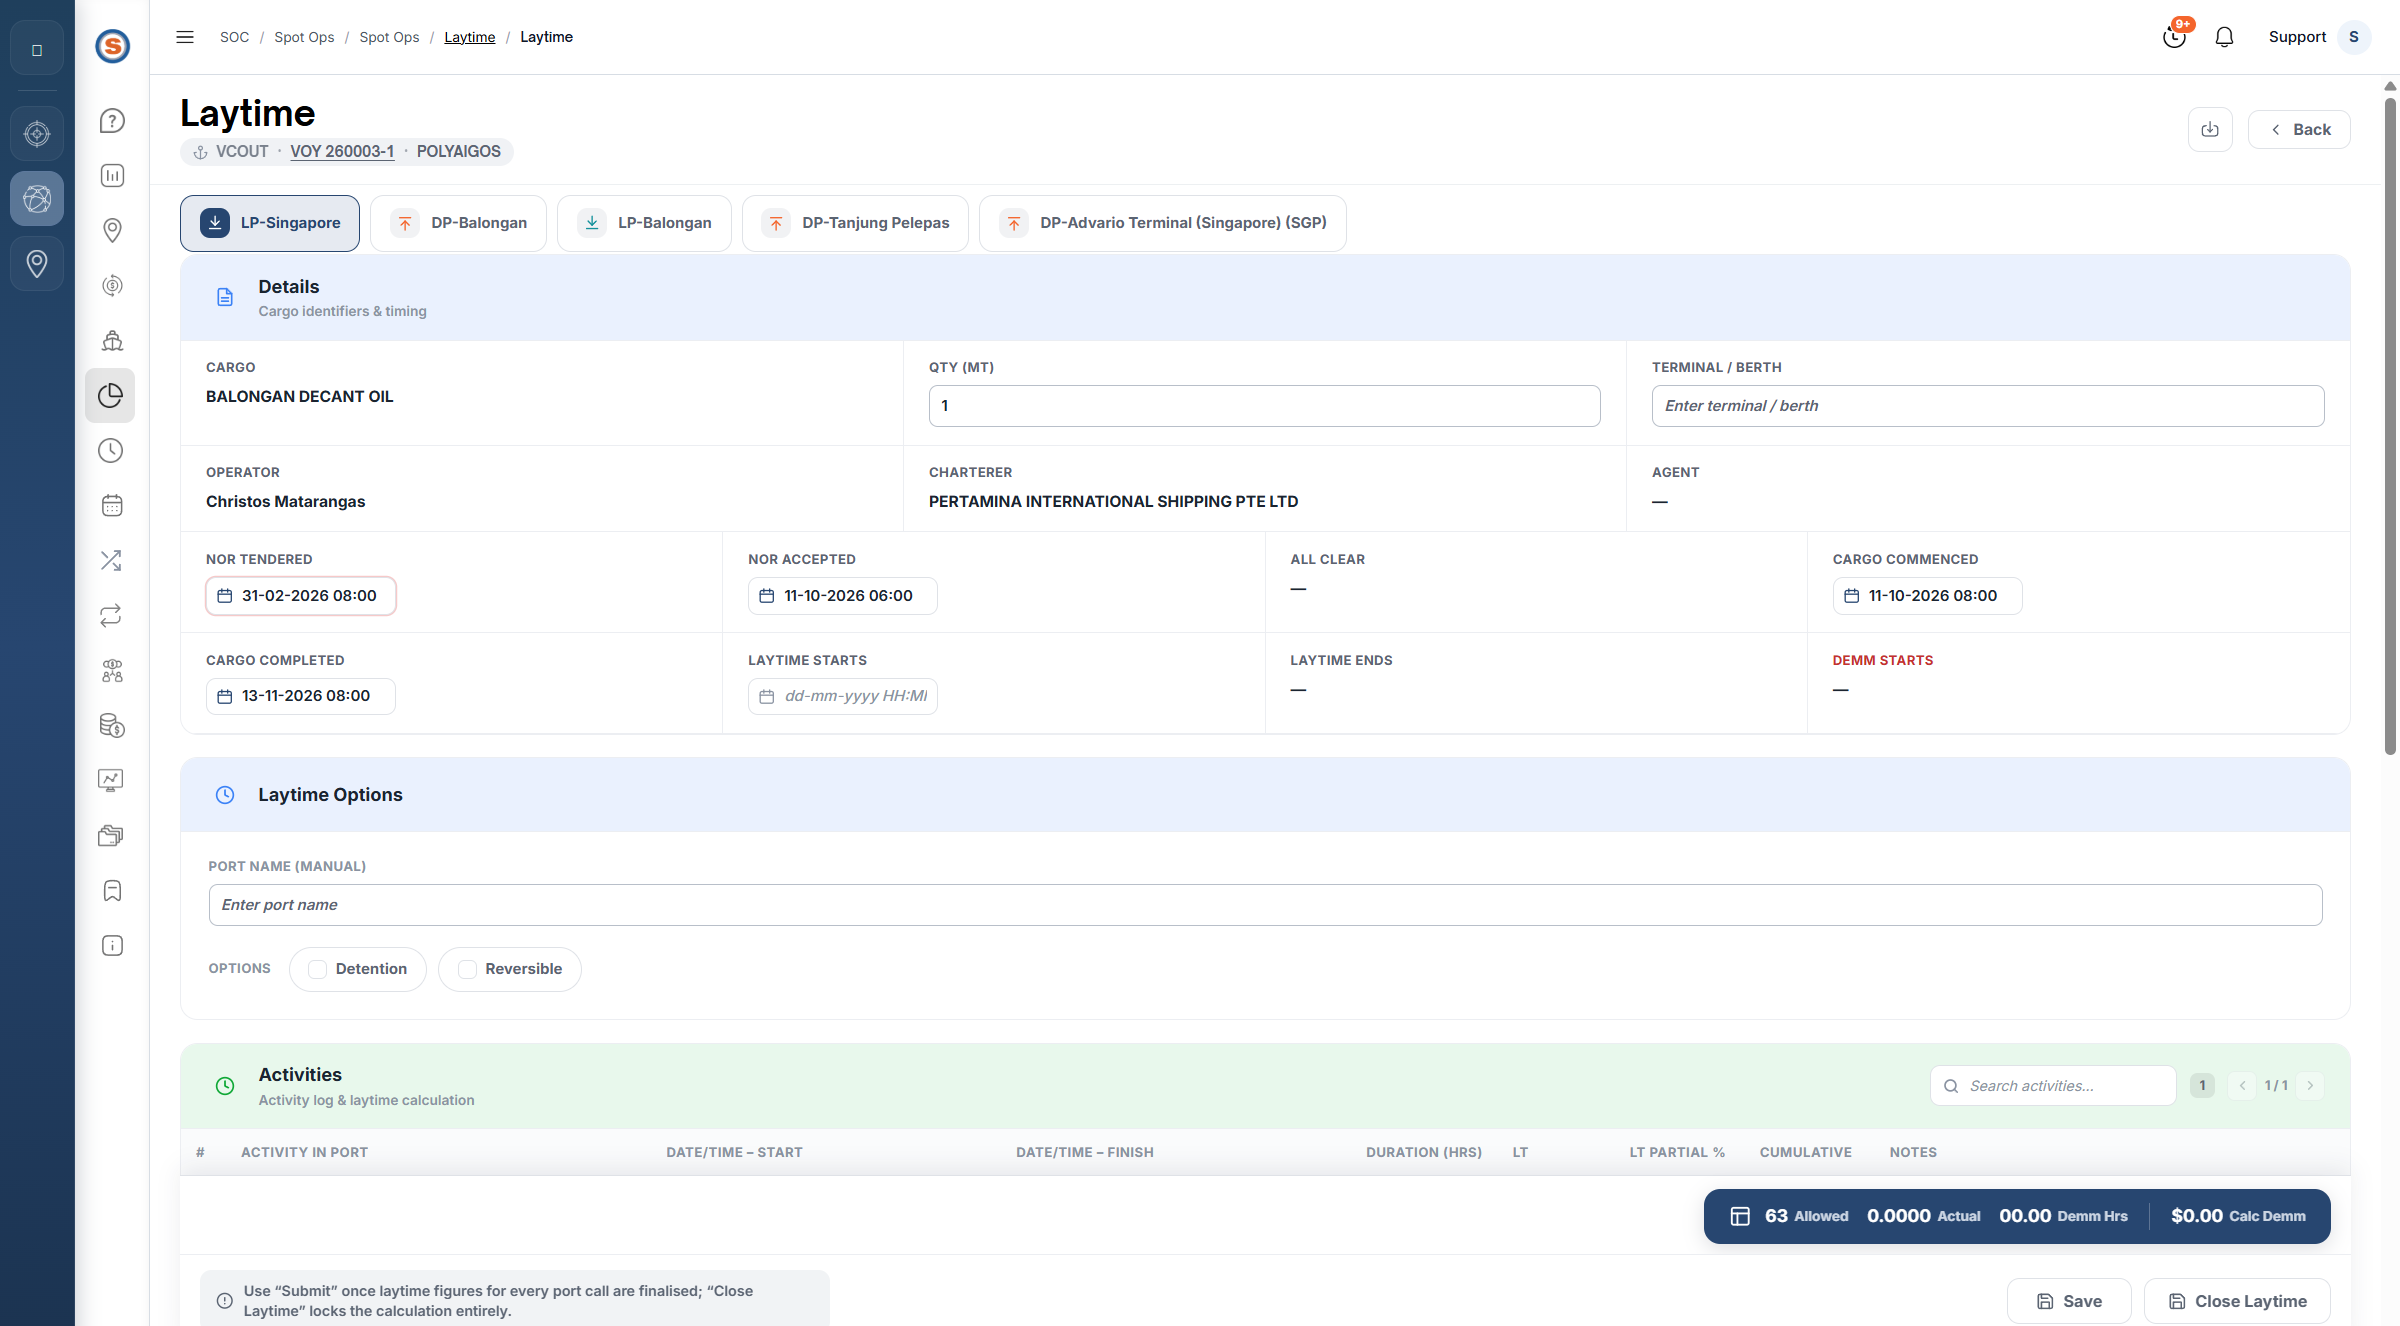 SOC / Spot Ops / Spot Ops / Laytime / Laytime
9+
Support S
Laytime
VCOUT · VOY 260003-1 · POLYAIGOS
Back
LP-Singapore
DP-Balongan
LP-Balongan
DP-Tanjung Pelepas
DP-Advario Terminal (Singapore) (SGP)
Details
Cargo identifiers & timing
CARGO
BALONGAN DECANT OIL
QTY (MT)
1
TERMINAL / BERTH
Enter terminal / berth
OPERATOR
Christos Matarangas
CHARTERER
PERTAMINA INTERNATIONAL SHIPPING PTE LTD
AGENT
—
NOR TENDERED
31-02-2026 08:00
NOR ACCEPTED
11-10-2026 06:00
ALL CLEAR
—
CARGO COMMENCED
11-10-2026 08:00
CARGO COMPLETED
13-11-2026 08:00
LAYTIME STARTS
dd-mm-yyyy HH:M
LAYTIME ENDS
—
DEMM STARTS
—
Laytime Options
PORT NAME (MANUAL)
Enter port name
OPTIONS
Detention
Reversible
Activities
Activity log & laytime calculation
Search activities...
1
1 / 1
# ACTIVITY IN PORT DATE/TIME – START DATE/TIME – FINISH DURATION (HRS) LT LT PARTIAL % CUMULATIVE NOTES
63 Allowed 0.0000 Actual 00.00 Demm Hrs $0.00 Calc Demm
Use “Submit” once laytime figures for every port call are finalised; “Close
Laytime” locks the calculation entirely.
Save
Close Laytime